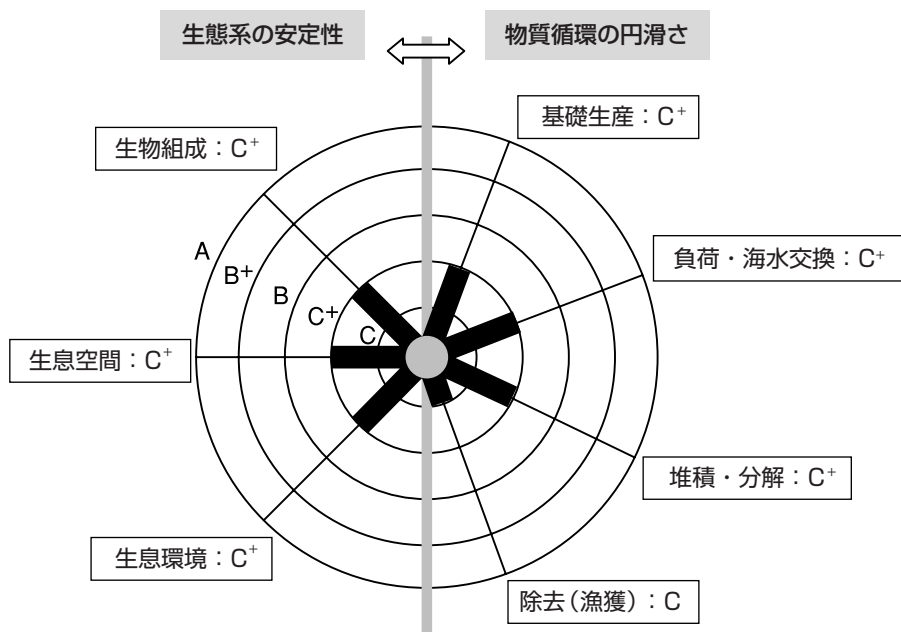 生態系の安定性
物質循環の円滑さ
基礎生産：C⁺
生物組成：C⁺
負荷・海水交換：C⁺
A
B⁺
B
C⁺
C
生息空間：C⁺
堆積・分解：C⁺
生息環境：C⁺
除去（漁獲）：C